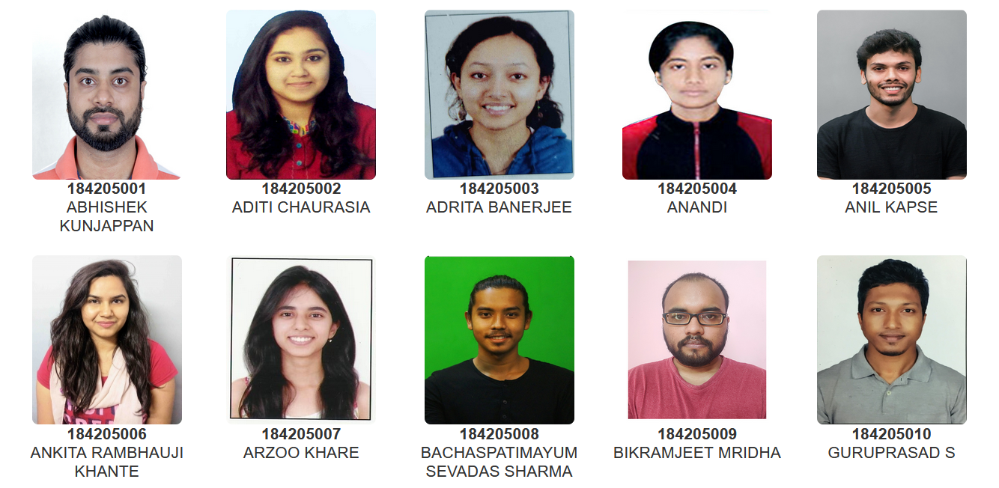 184205001
ABHISHEK
KUNJAPPAN
184205002
ADITI CHAURASIA
184205003
ADRITA BANERJEE
184205004
ANANDI
184205005
ANIL KAPSE
184205006
ANKITA RAMBHAUJI
KHANTE
184205007
ARZOO KHARE
184205008
BACHASPATIMAYUM
SEVADAS SHARMA
184205009
BIKRAMJEET MRIDHA
184205010
GURUPRASAD S